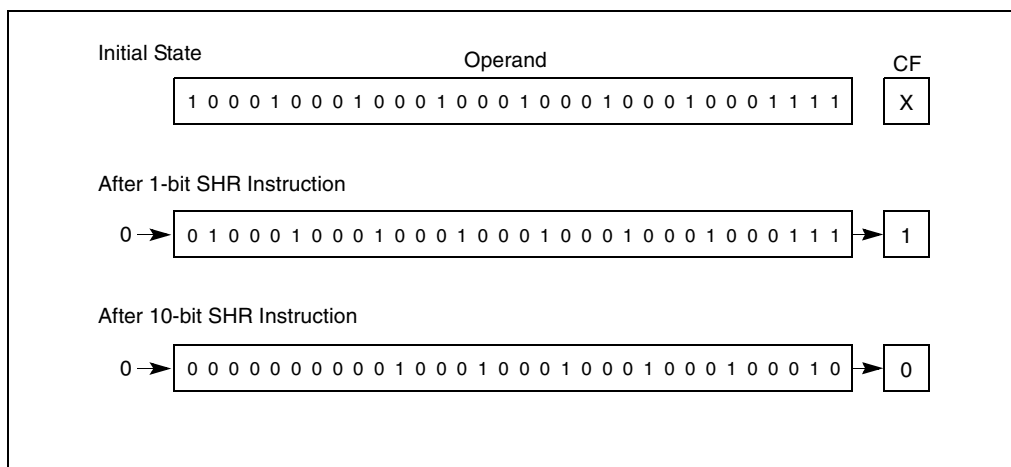 Initial State
Operand
CF
1 0 0 0 1 0 0 0 1 0 0 0 1 0 0 0 1 0 0 0 1 0 0 0 1 0 0 0 1 1 1 1
X
After 1-bit SHR Instruction
0
0 1 0 0 0 1 0 0 0 1 0 0 0 1 0 0 0 1 0 0 0 1 0 0 0 1 0 0 0 1 1 1
1
After 10-bit SHR Instruction
0
0 0 0 0 0 0 0 0 0 0 1 0 0 0 1 0 0 0 1 0 0 0 1 0 0 0 1 0 0 0 1 0
0